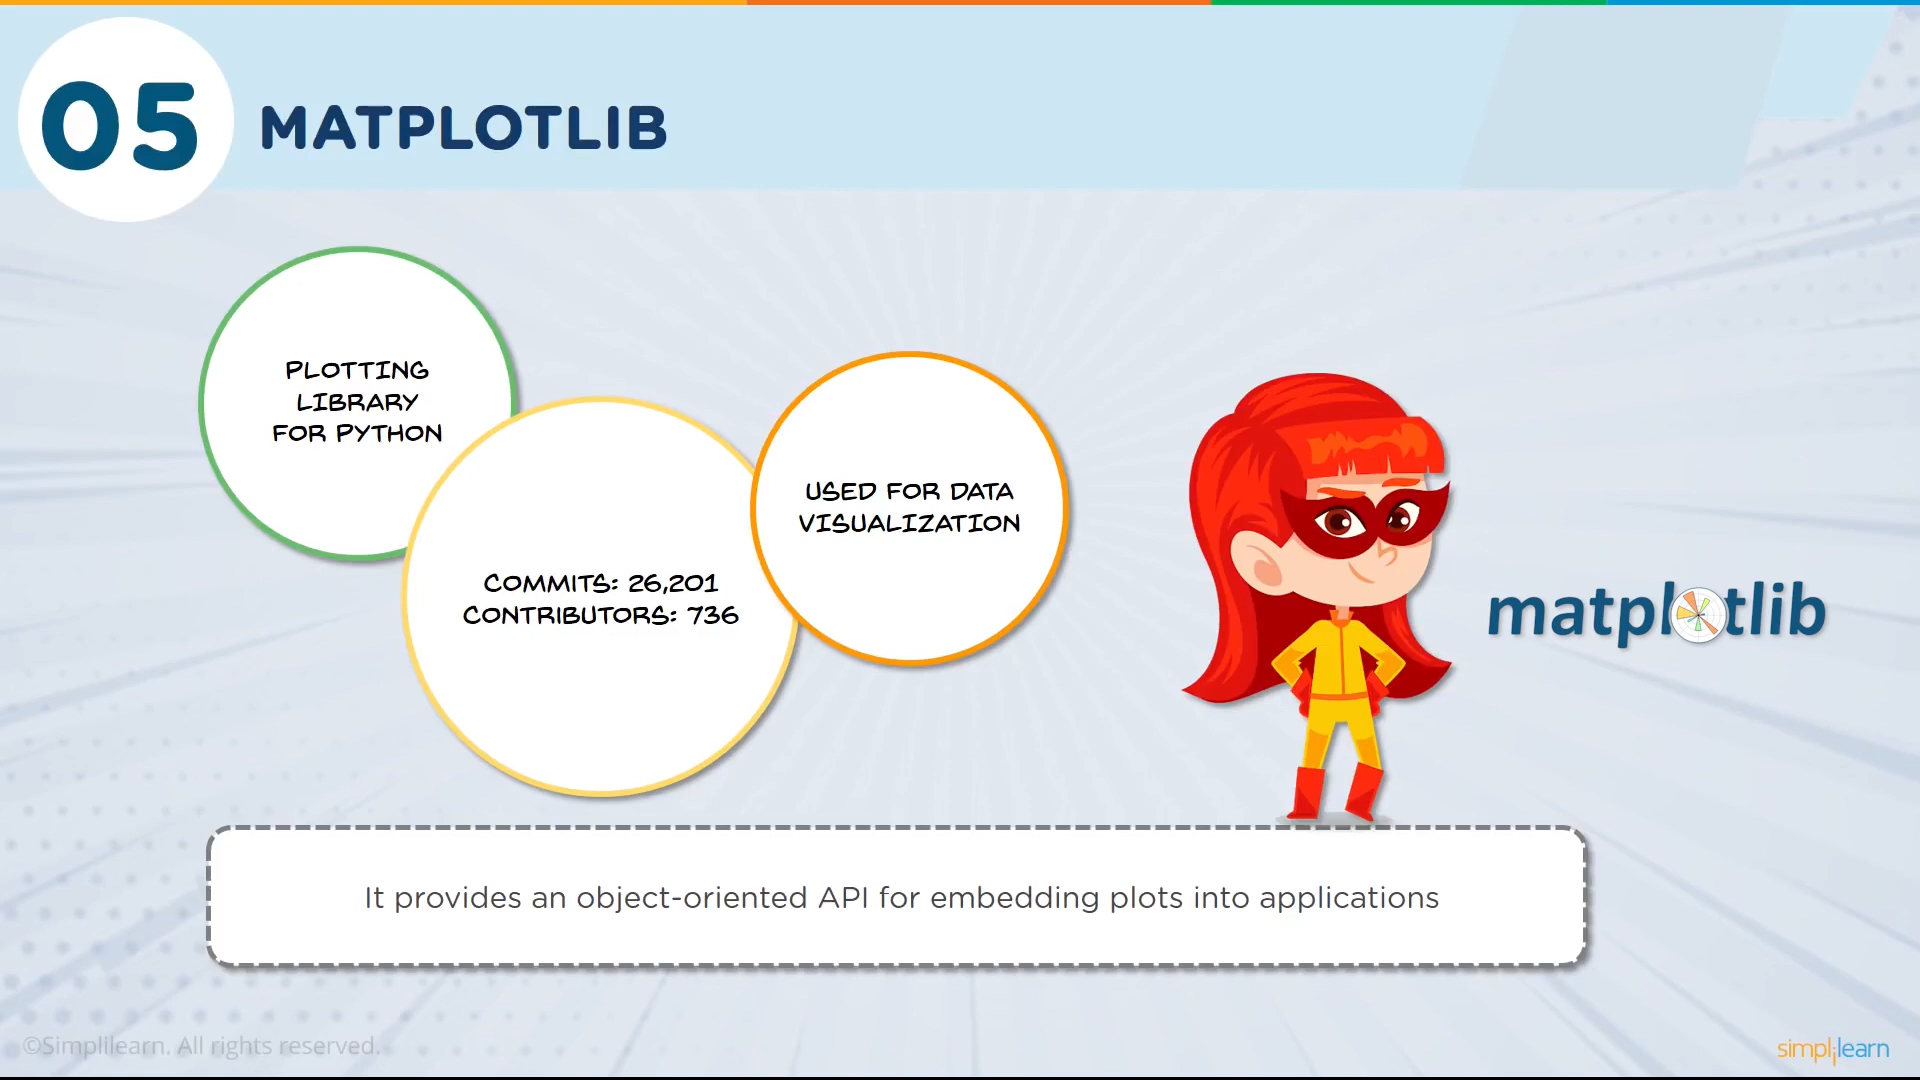 05
MATPLOTLIB
PLOTTING
LIBRARY
FOR PYTHON
COMMITS: 26,201
CONTRIBUTORS: 736
USED FOR DATA
VISUALIZATION
matplotlib
It provides an object-oriented API for embedding plots into applications
©Simplilearn. All rights reserved.
simplilearn